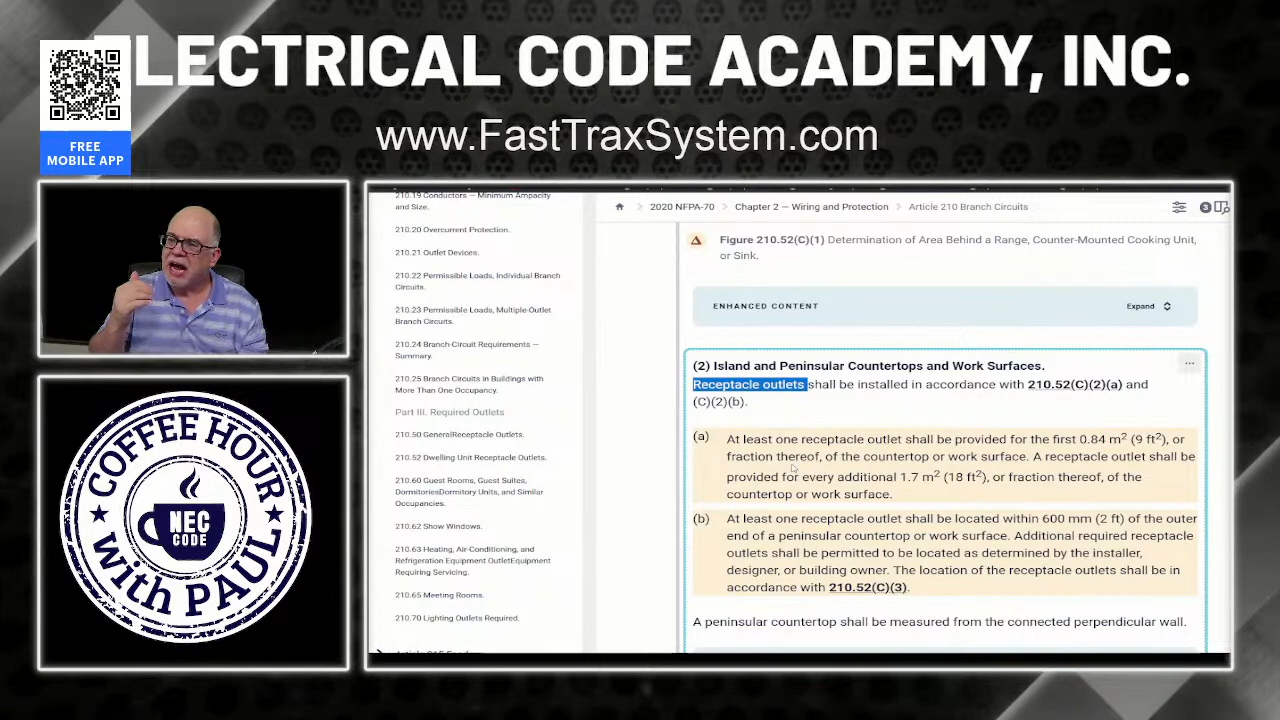 ELECTRICAL CODE ACADEMY, INC.
www.FastTraxSystem.com
FREE
MOBILE APP
210.19 Conductors — Minimum Ampacity
and Size.
210.20 Overcurrent Protection.
210.21 Outlet Devices.
210.22 Permissible Loads, Individual Branch
Circuits.
210.23 Permissible Loads, Multiple-Outlet
Branch Circuits.
210.24 Branch-Circuit Requirements —
Summary.
210.25 Branch Circuits in Buildings with
More Than One Occupancy.
Part III. Required Outlets
210.50 GeneralReceptacle Outlets.
210.52 Dwelling Unit Receptacle Outlets.
210.60 Guest Rooms, Guest Suites,
DormitoriesDormitory Units, and Similar
Occupancies.
210.62 Show Windows.
210.63 Heating, Air-Conditioning, and
Refrigeration Equipment OutletEquipment
Requiring Servicing.
210.65 Meeting Rooms.
210.70 Lighting Outlets Required.
2020 NFPA-70 > Chapter 2 — Wiring and Protection > Article 210 Branch Circuits
3
Figure 210.52(C)(1) Determination of Area Behind a Range, Counter-Mounted Cooking Unit,
or Sink.
ENHANCED CONTENT
Expand
(2) Island and Peninsular Countertops and Work Surfaces.
Receptacle outlets shall be installed in accordance with 210.52(C)(2)(a) and
(C)(2)(b).
(a) At least one receptacle outlet shall be provided for the first 0.84 m² (9 ft²), or
fraction thereof, of the countertop or work surface. A receptacle outlet shall be
provided for every additional 1.7 m² (18 ft²), or fraction thereof, of the
countertop or work surface.
(b) At least one receptacle outlet shall be located within 600 mm (2 ft) of the outer
end of a peninsular countertop or work surface. Additional required receptacle
outlets shall be permitted to be located as determined by the installer,
designer, or building owner. The location of the receptacle outlets shall be in
accordance with 210.52(C)(3).
A peninsular countertop shall be measured from the connected perpendicular wall.
COFFEE HOUR
NEC
CODE
with PAUL